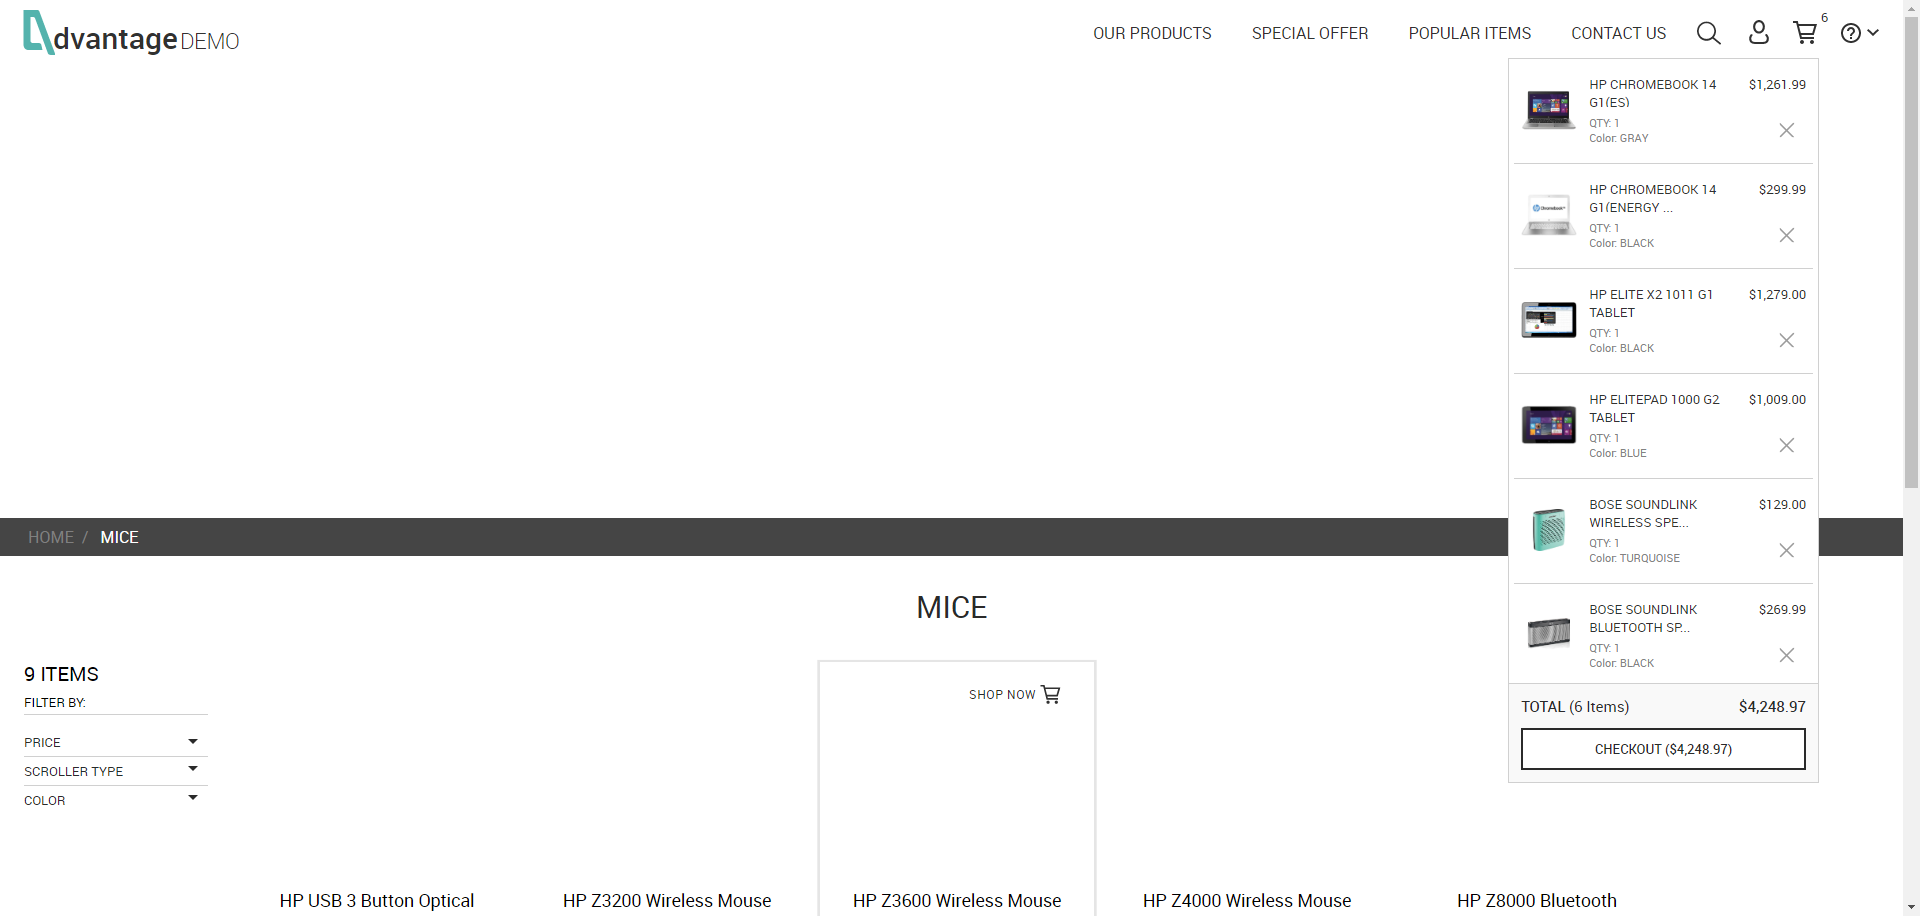 dvantage DEMO
OUR PRODUCTS
SPECIAL OFFER
POPULAR ITEMS
CONTACT US
6
HP CHROMEBOOK 14 G1(ES)
$1,261.99
QTY: 1
Color: GRAY
HP CHROMEBOOK 14 G1(ENERGY ...
$299.99
QTY: 1
Color: BLACK
HP ELITE X2 1011 G1 TABLET
$1,279.00
QTY: 1
Color: BLACK
HP ELITEPAD 1000 G2 TABLET
$1,009.00
QTY: 1
Color: BLUE
BOSE SOUNDLINK WIRELESS SPE...
$129.00
QTY: 1
Color: TURQUOISE
BOSE SOUNDLINK BLUETOOTH SP...
$269.99
QTY: 1
Color: BLACK
TOTAL (6 Items)
$4,248.97
CHECKOUT ($4,248.97)
HOME / MICE
MICE
9 ITEMS
FILTER BY:
PRICE
SCROLLER TYPE
COLOR
SHOP NOW
HP USB 3 Button Optical
HP Z3200 Wireless Mouse
HP Z3600 Wireless Mouse
HP Z4000 Wireless Mouse
HP Z8000 Bluetooth